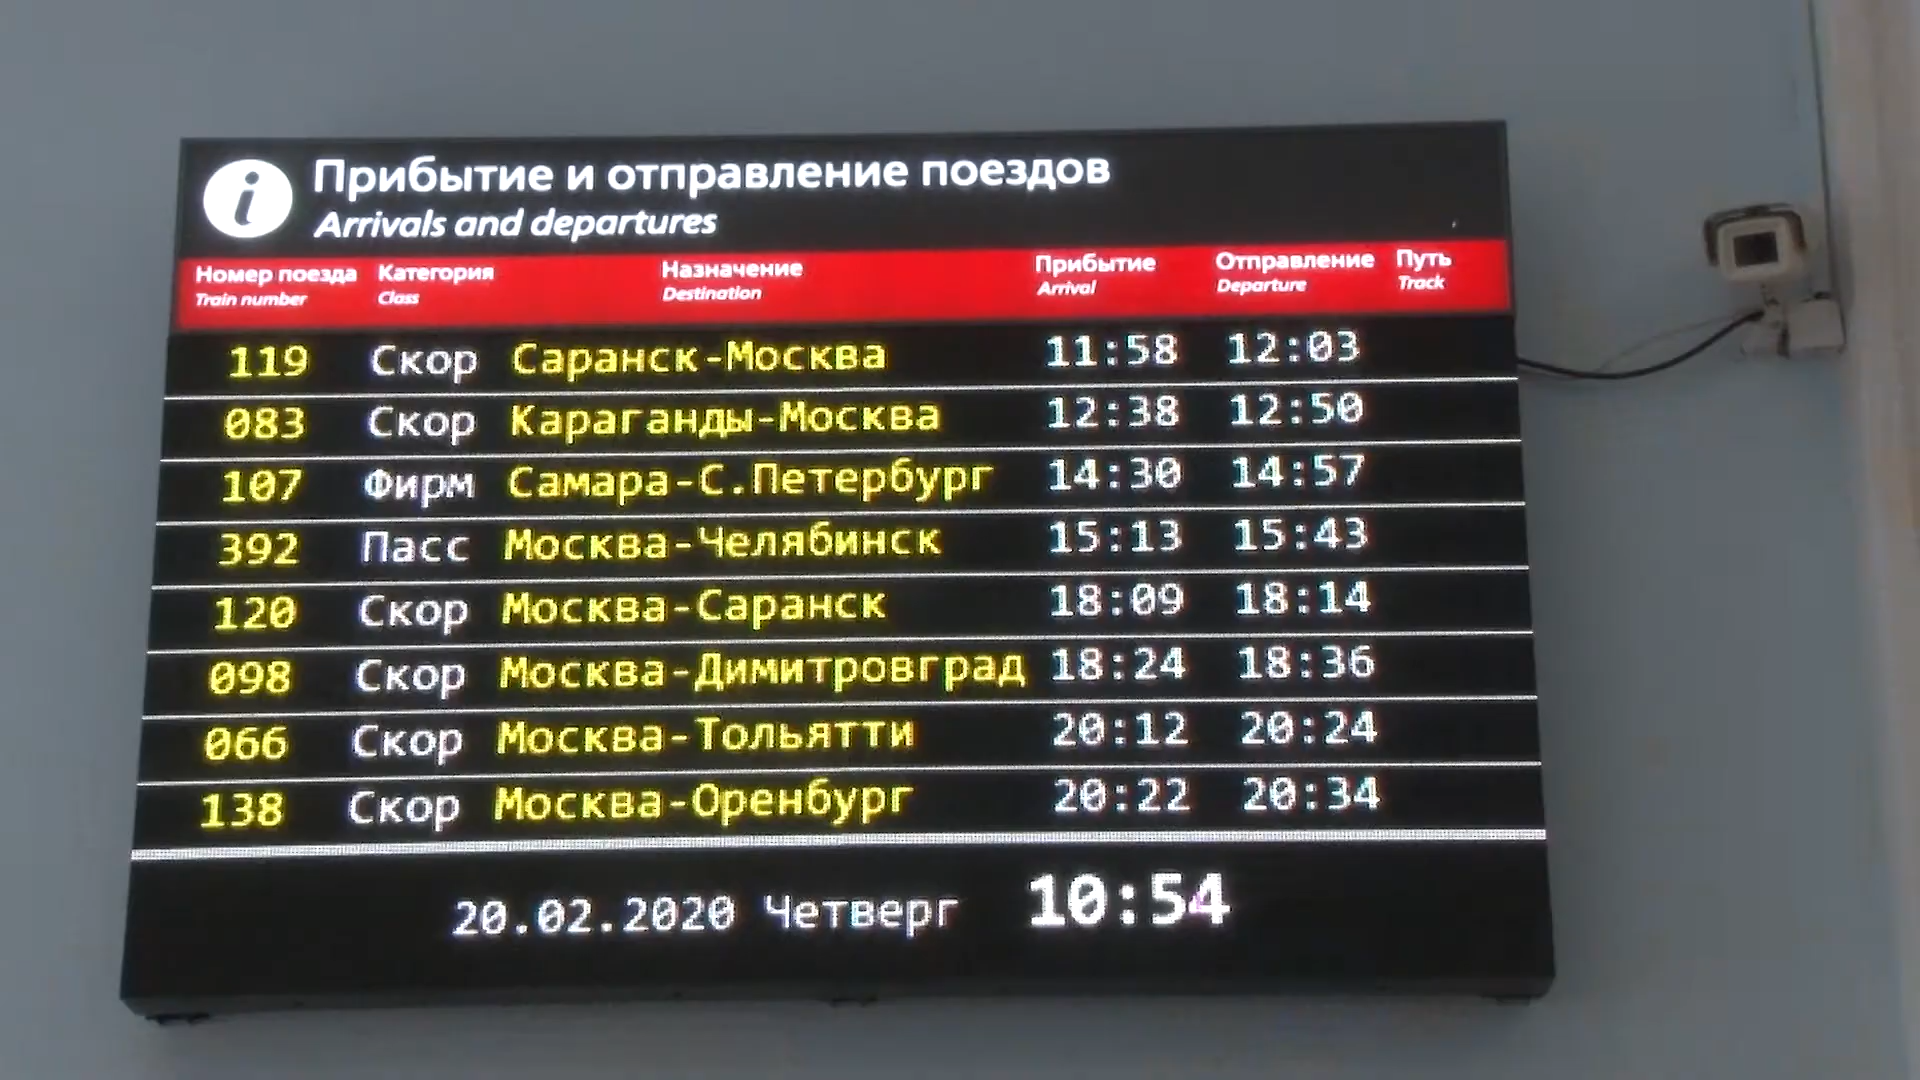 i Прибытие и отправление поездов
Arrivals and departures
Номер поезда Категория Назначение Прибытие Отправление Путь
Train number Class Destination Arrival Departure Track
119 Скор Саранск-Москва 11:58 12:03
083 Скор Караганды-Москва 12:38 12:50
107 Фирм Самара-С.Петербург 14:30 14:57
392 Пасс Москва-Челябинск 15:13 15:43
120 Скор Москва-Саранск 18:09 18:14
098 Скор Москва-Димитровград 18:24 18:36
066 Скор Москва-Тольятти 20:12 20:24
138 Скор Москва-Оренбург 20:22 20:34
20.02.2020 Четверг 10:54